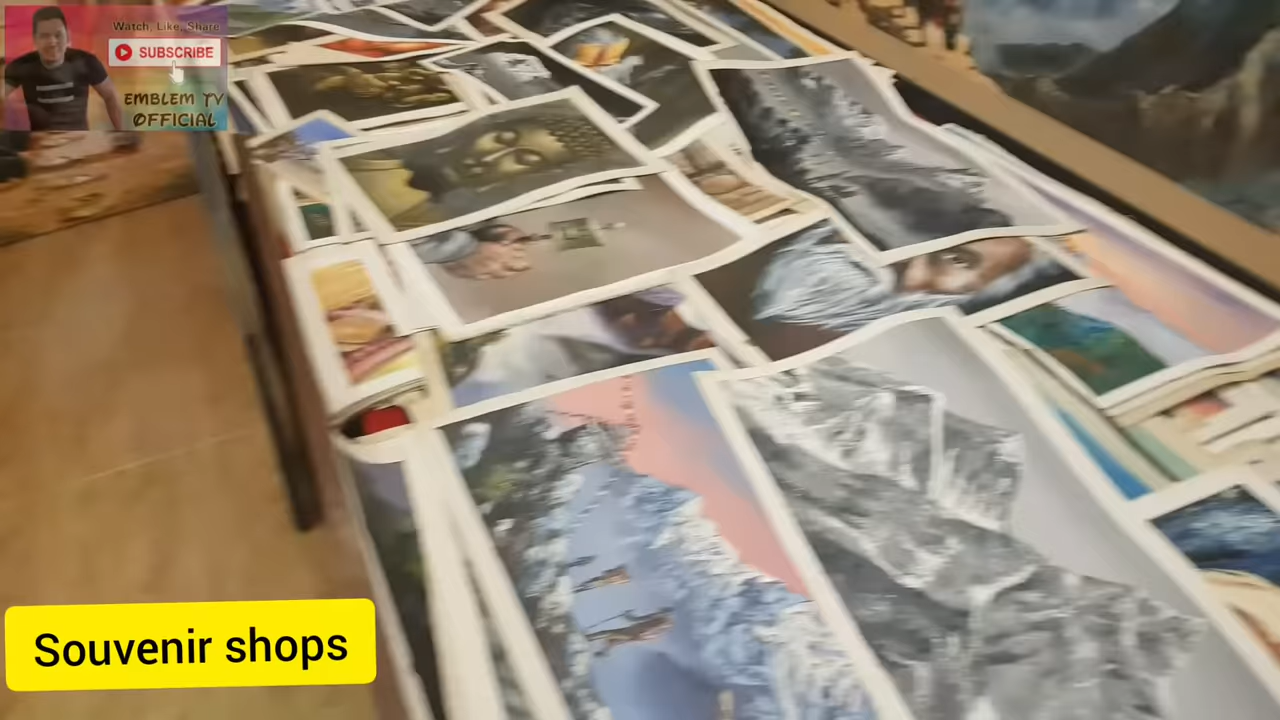 Watch, Like, Share
SUBSCRIBE
EMBLEM TV
OFFICIAL
Souvenir shops